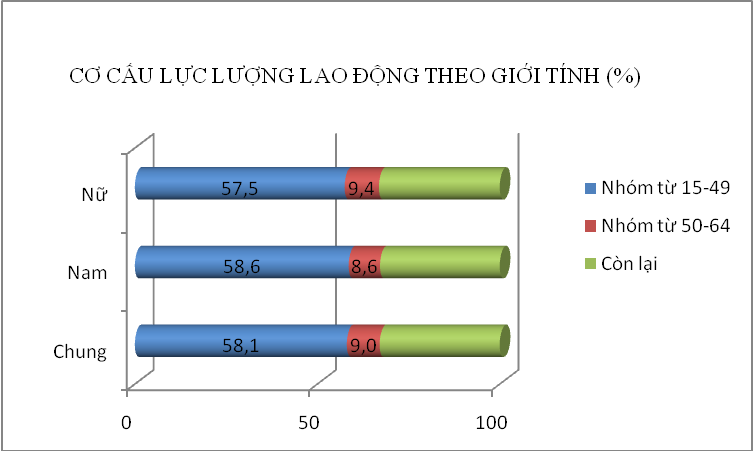 CƠ CẤU LỰC LƯỢNG LAO ĐỘNG THEO GIỚI TÍNH (%)
Nữ
57,5
9,4
Nhóm từ 15-49
Nhóm từ 50-64
Còn lại
Nam
58,6
8,6
Chung
58,1
9,0
0
50
100